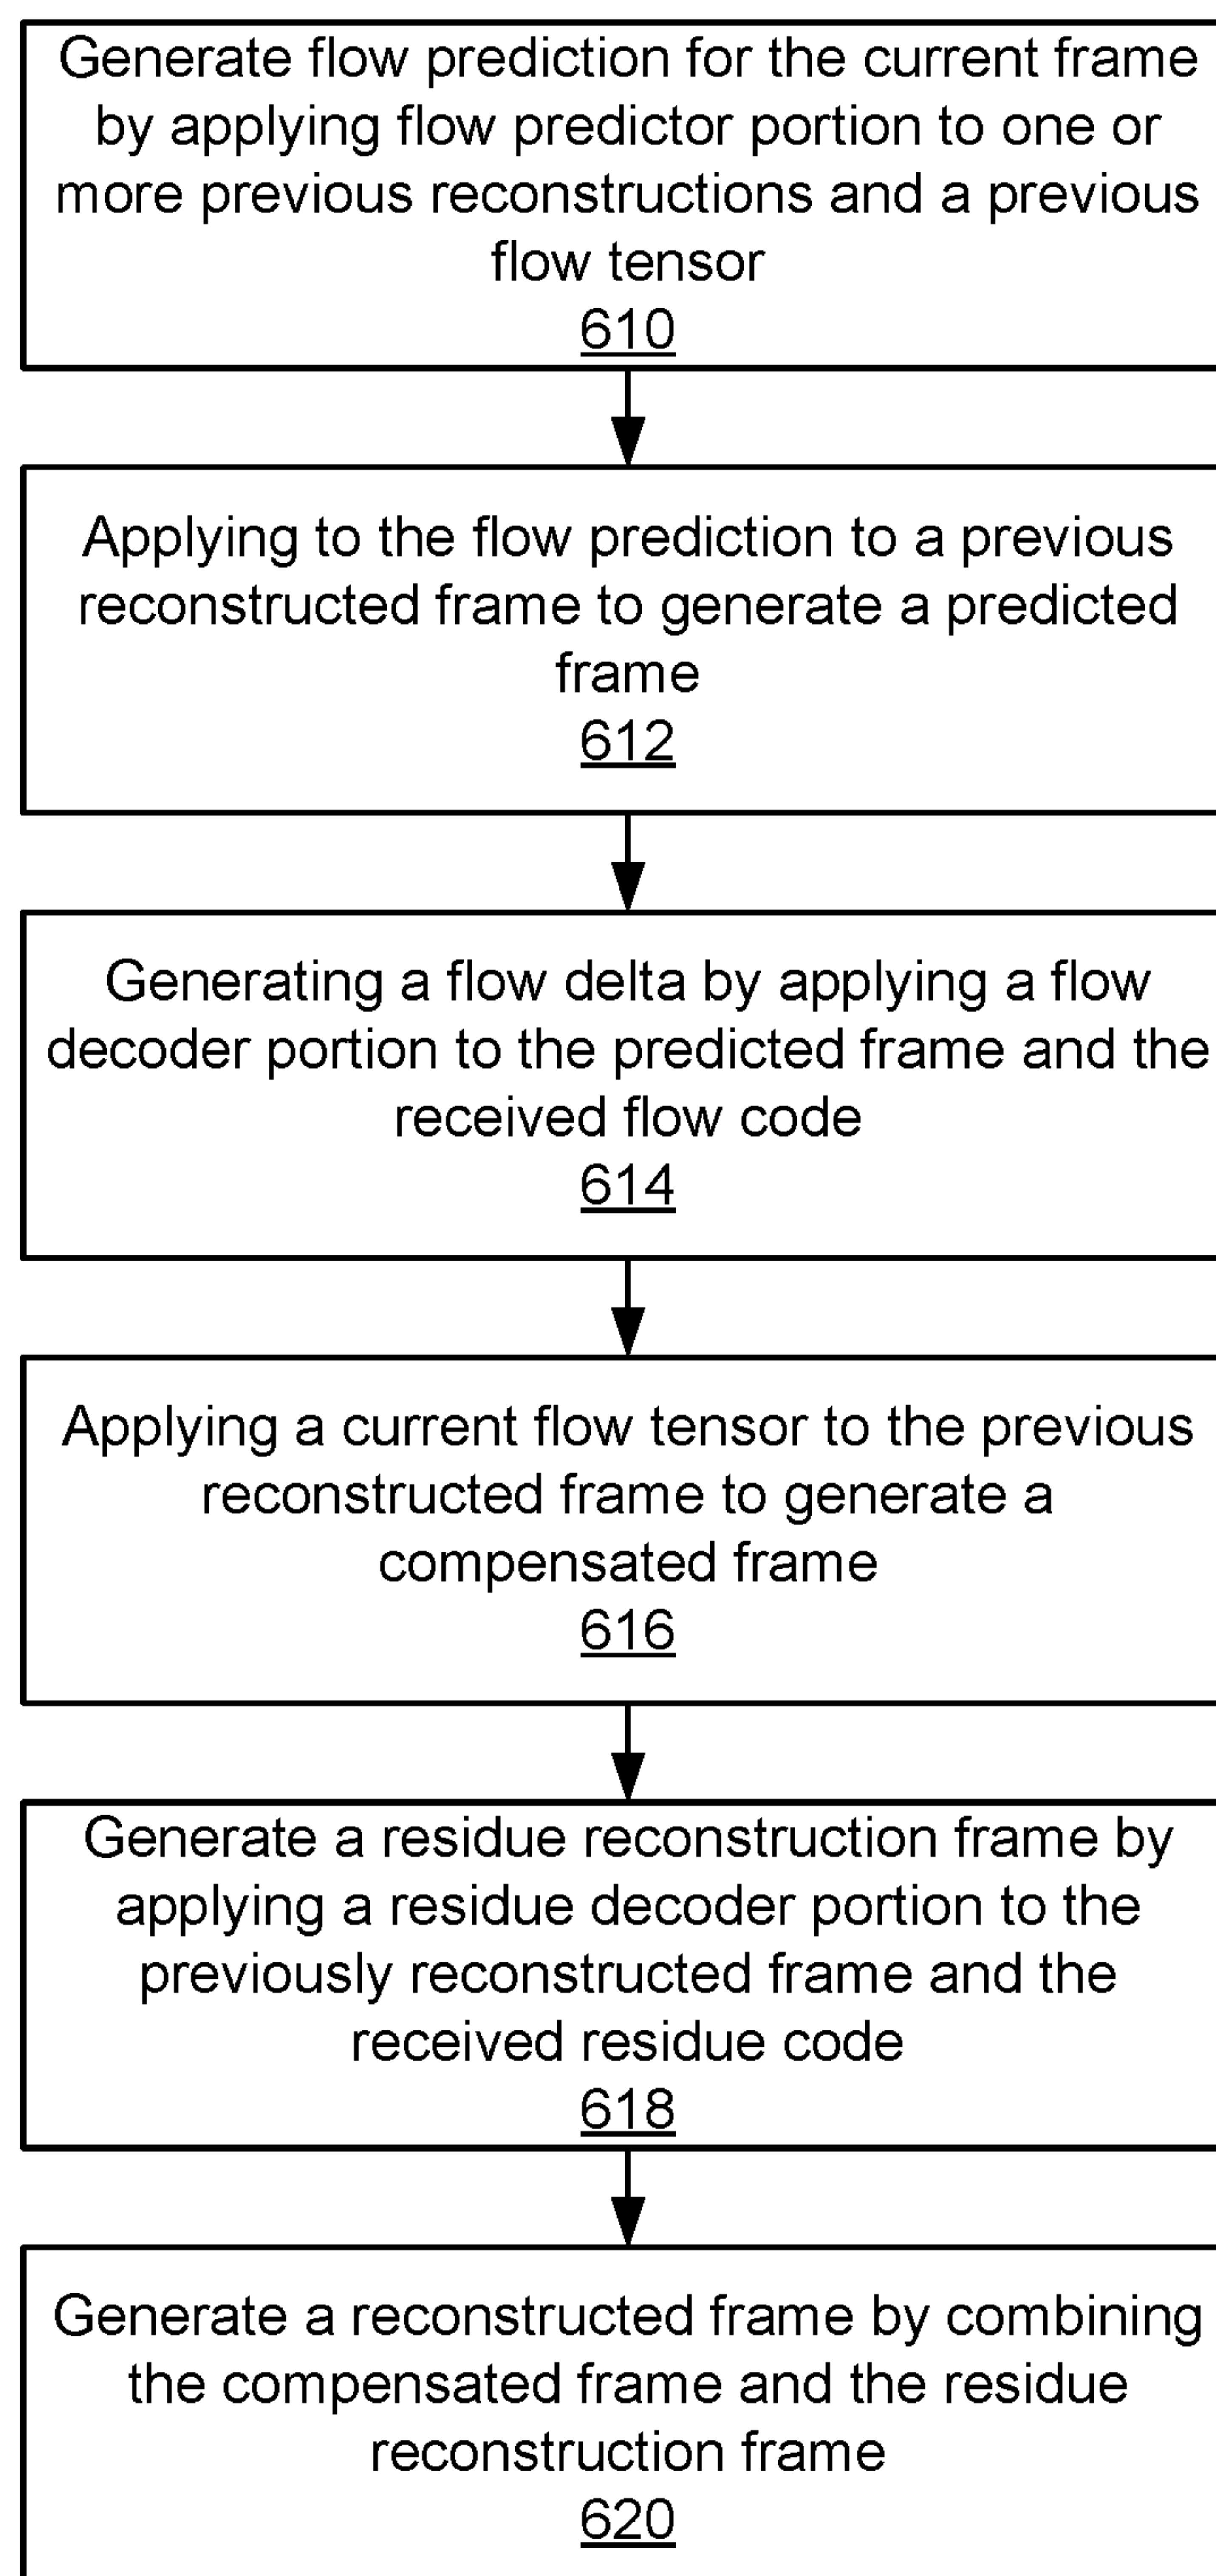 Generate flow prediction for the current frame
by applying flow predictor portion to one or
more previous reconstructions and a previous
flow tensor
610
Applying to the flow prediction to a previous
reconstructed frame to generate a predicted
frame
612
Generating a flow delta by applying a flow
decoder portion to the predicted frame and the
received flow code
614
Applying a current flow tensor to the previous
reconstructed frame to generate a
compensated frame
616
Generate a residue reconstruction frame by
applying a residue decoder portion to the
previously reconstructed frame and the
received residue code
618
Generate a reconstructed frame by combining
the compensated frame and the residue
reconstruction frame
620